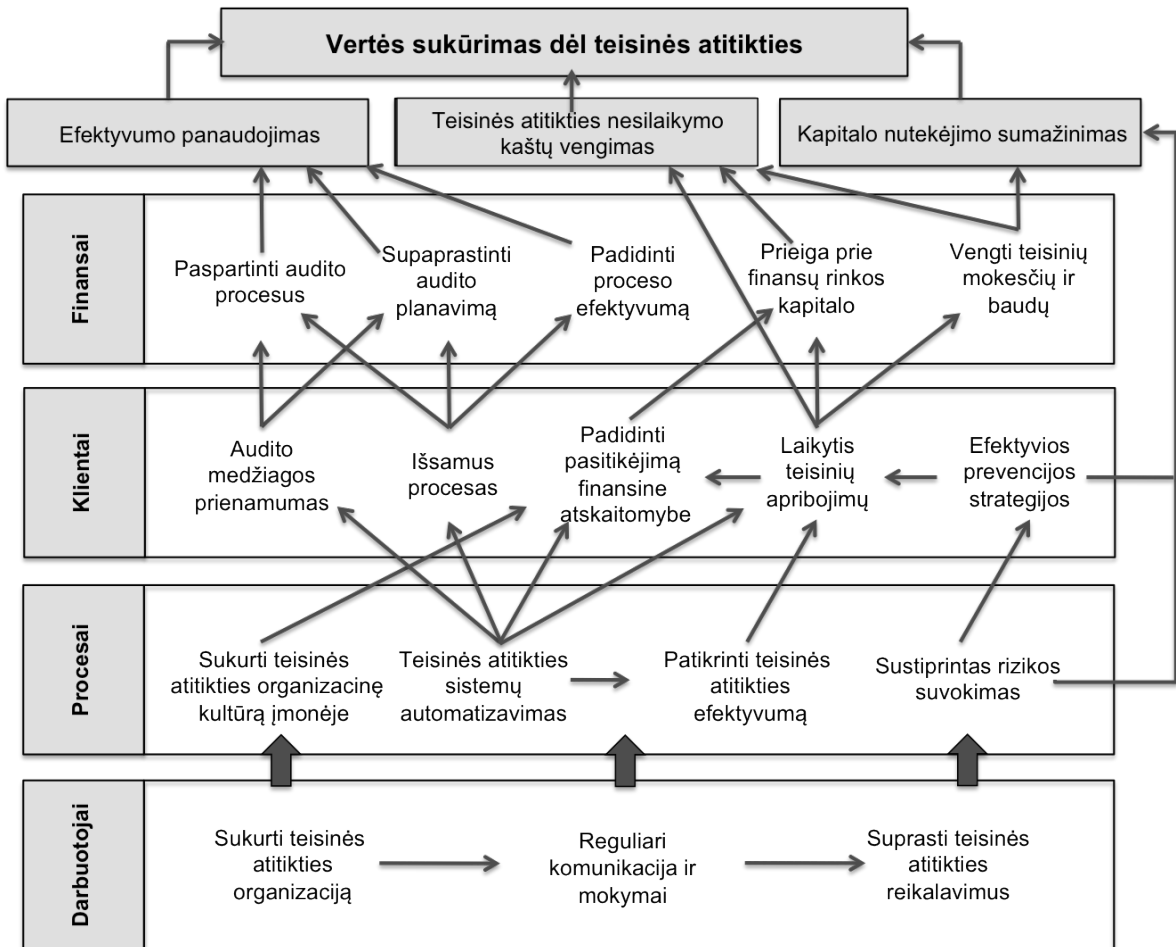 Vertės sukūrimas dėl teisinės atitikties
Efektyvumo panaudojimas
Teisinės atitikties nesilaikymo
kaštų vengimas
Kapitalo nutekėjimo sumažinimas
Finansai
Paspartinti audito
procesus
Supaprastinti
audito
planavimą
Padidinti
proceso
efektyvumą
Prieiga prie
finansų rinkos
kapitalo
Vengti teisinių
mokesčių ir
baudų
Klientai
Audito
medžiagos
prienamumas
Išsamus
procesas
Padidinti
pasitikėjimą
finansine
atskaitomybe
Laikytis
teisinių
apribojimų
Efektyvios
prevencijos
strategijos
Procesai
Sukurti teisinės
atitikties organizacinę
kultūrą įmonėje
Teisinės atitikties
sistemų
automatizavimas
Patikrinti teisinės
atitikties
efektyvumą
Sustiprintas rizikos
suvokimas
Darbuotojai
Sukurti teisinės
atitikties
organizaciją
Reguliari
komunikacija ir
mokymai
Suprasti teisinės
atitikties
reikalavimus